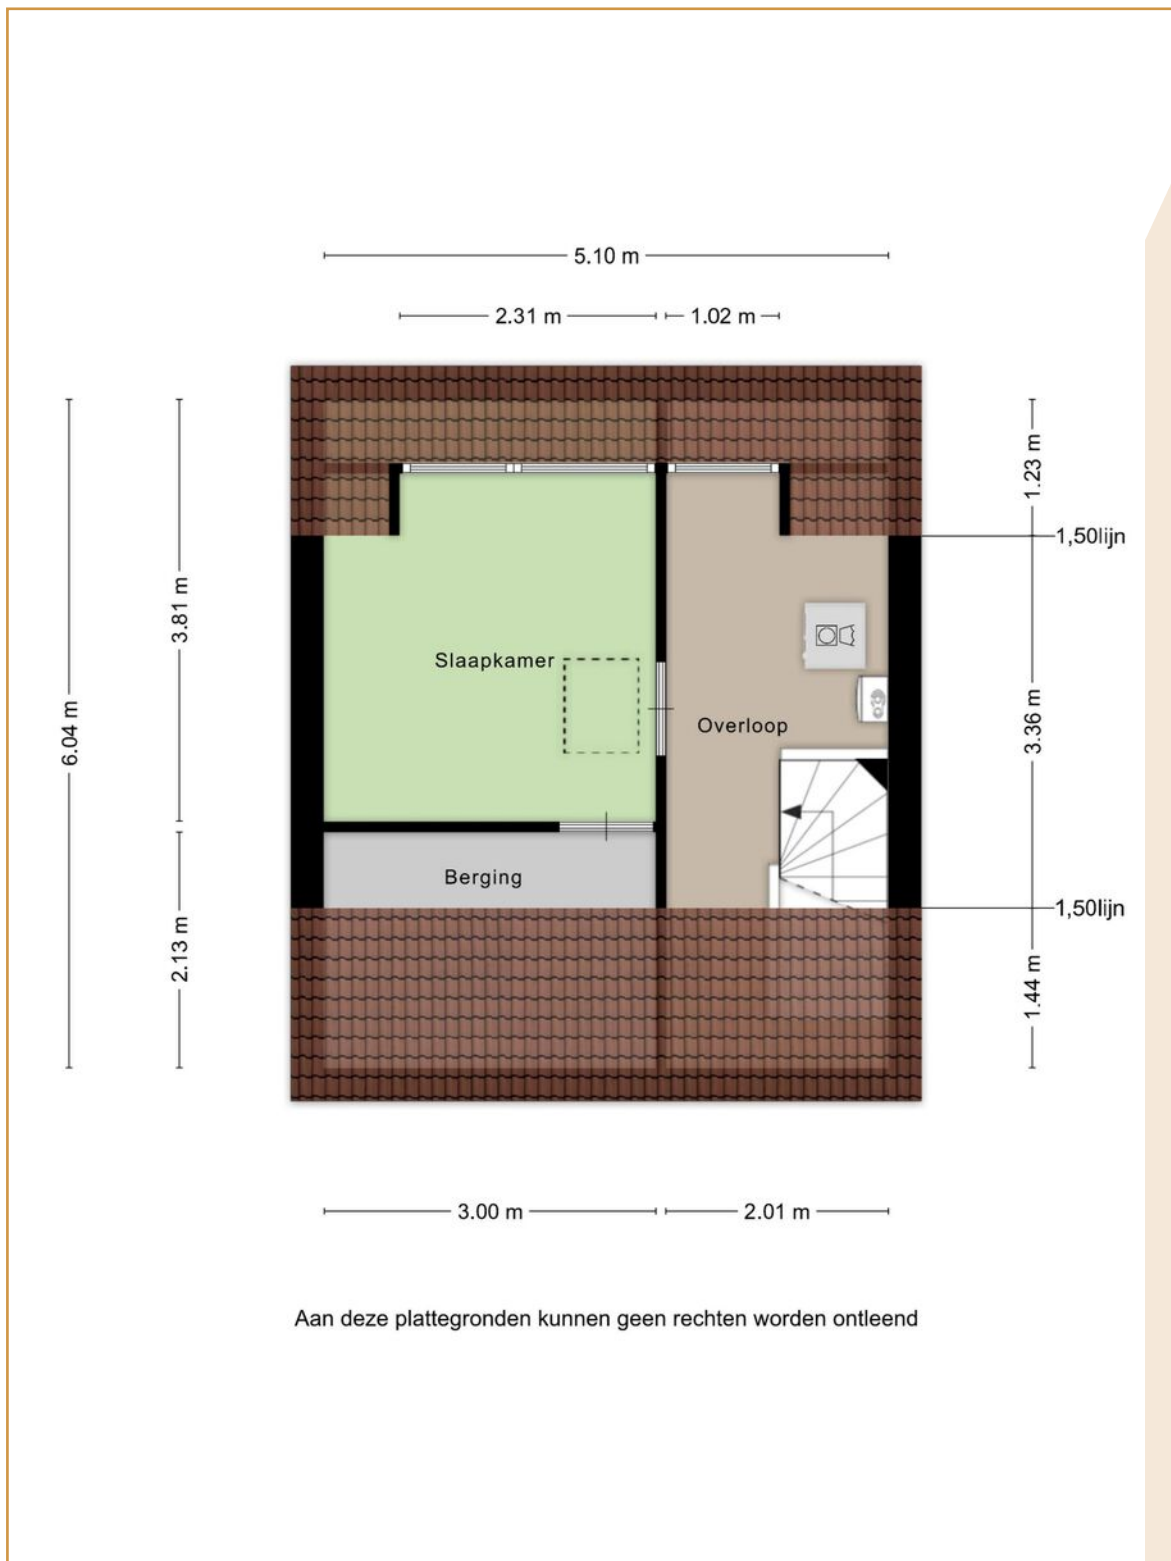 5.10 m
2.31 m
1.02 m
1.23 m
1,50lijn
3.81 m
Slaapkamer
6.04 m
Overloop
3.36 m
Berging
1,50lijn
2.13 m
1.44 m
3.00 m
2.01 m
Aan deze plattegronden kunnen geen rechten worden ontleend